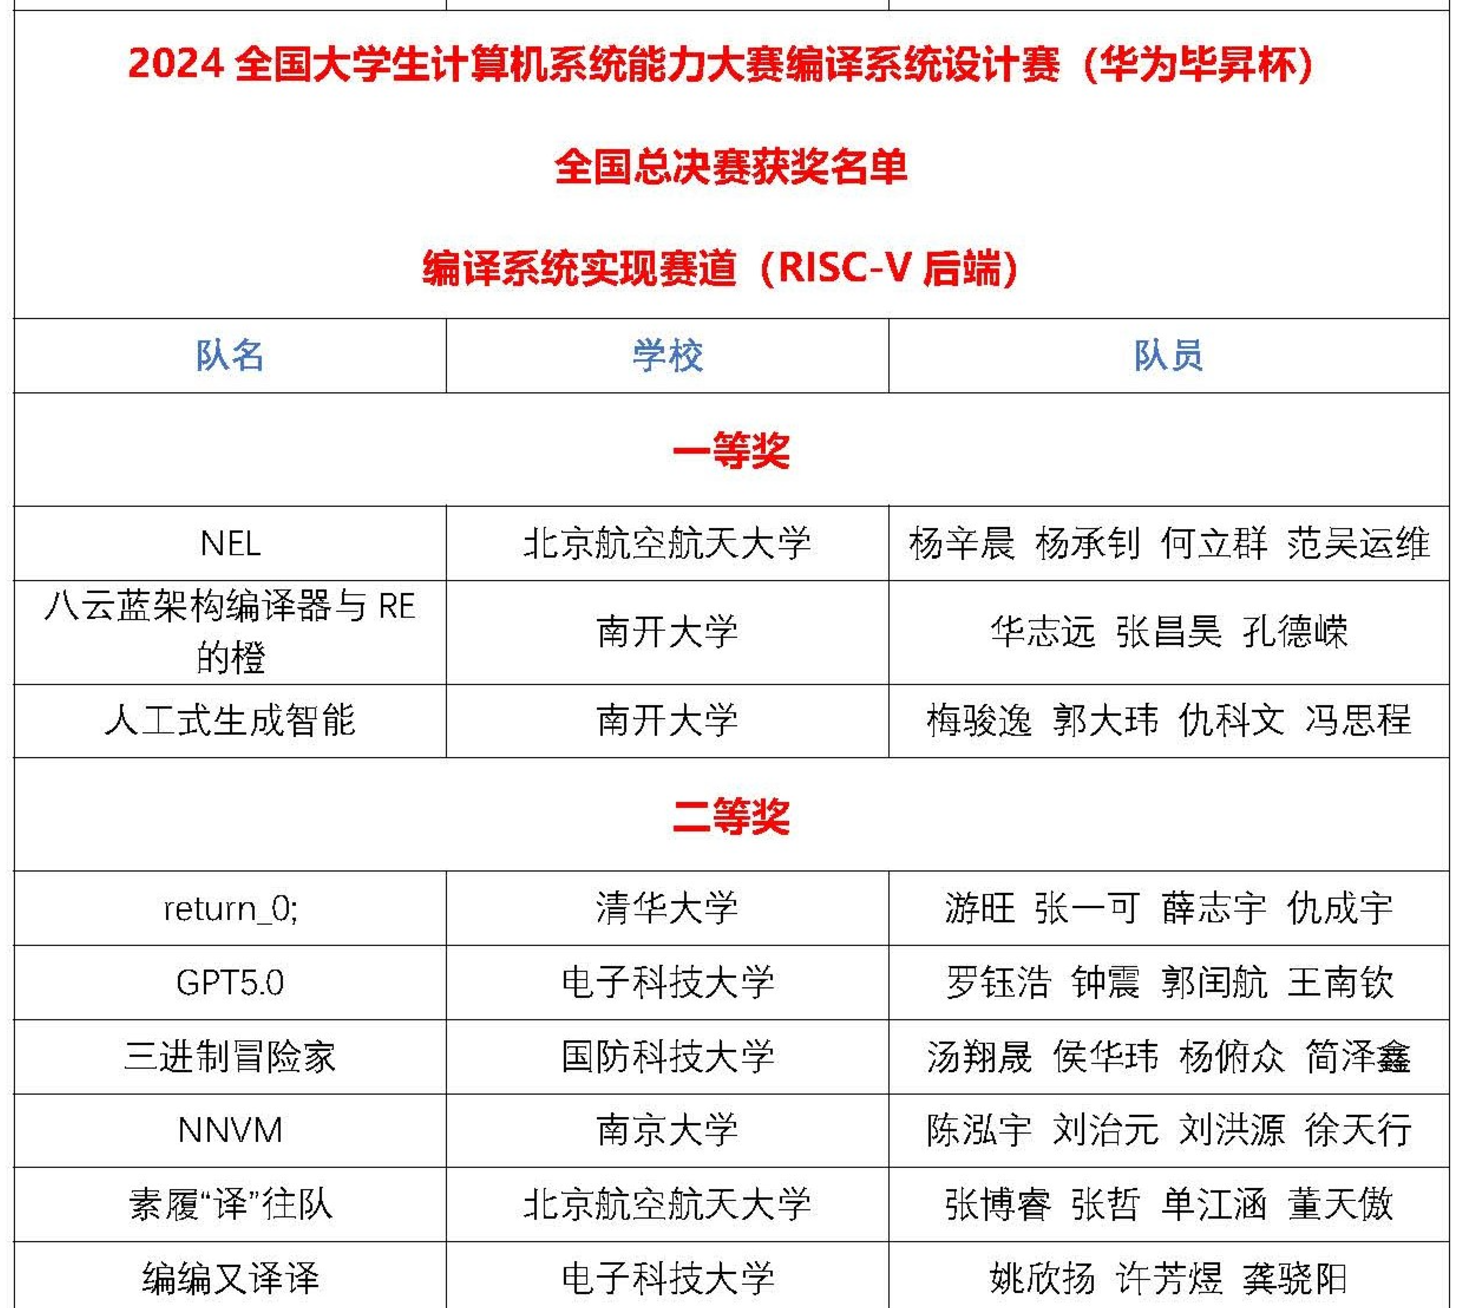 2024 全国大学生计算机系统能力大赛编译系统设计赛（华为毕昇杯）
全国总决赛获奖名单
编译系统实现赛道（RISC-V 后端）
队名 学校 队员
一等奖
NEL 北京航空航天大学 杨辛晨 杨承钊 何立群 范吴运维
八云蓝架构编译器与 RE
的橙 南开大学 华志远 张昌昊 孔德嵘
人工式生成智能 南开大学 梅骏逸 郭大玮 仇科文 冯思程
二等奖
return_0; 清华大学 游旺 张一可 薛志宇 仇成宇
GPT5.0 电子科技大学 罗钰浩 钟震 郭闰航 王南钦
三进制冒险家 国防科技大学 汤翔晟 侯华玮 杨俯众 简泽鑫
NNVM 南京大学 陈泓宇 刘治元 刘洪源 徐天行
素履“译”往队 北京航空航天大学 张博睿 张哲 单江涵 董天傲
编编又译译 电子科技大学 姚欣扬 许芳煜 龚骁阳